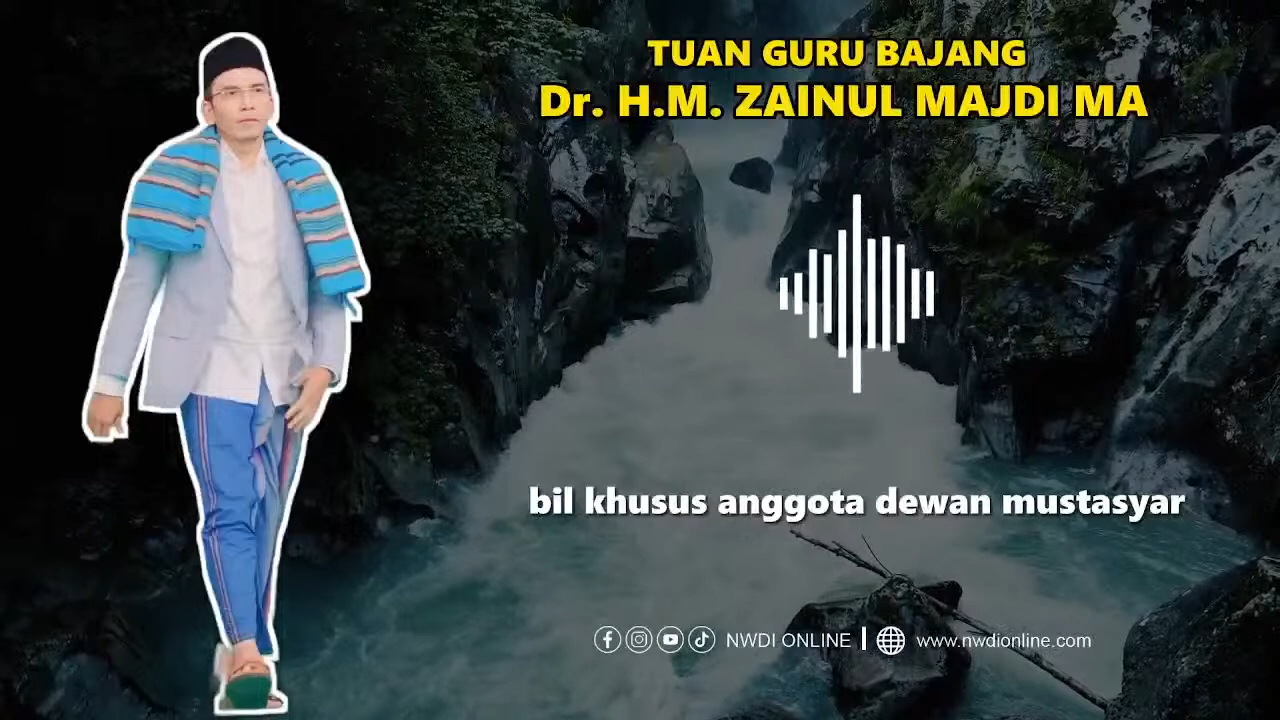 TUAN GURU BAJANG
Dr. H.M. ZAINUL MAJDI MA
bil khusus anggota dewan mustasyar
NWDI ONLINE | www.nwdionline.com